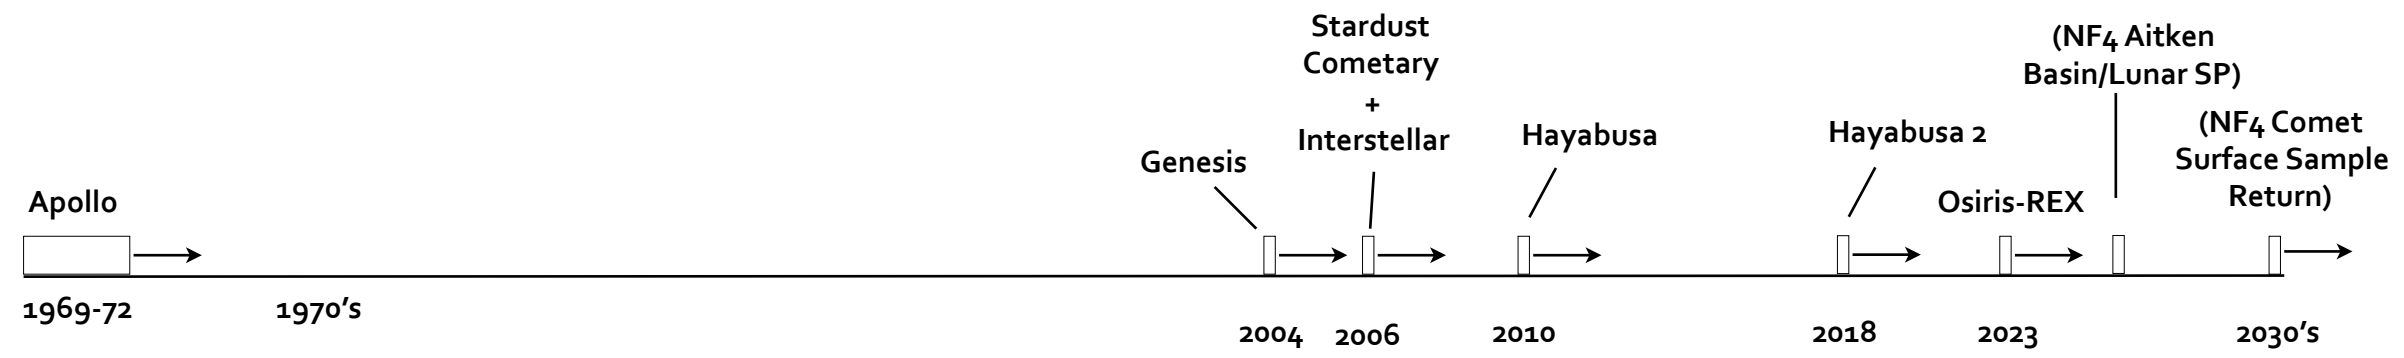 Apollo
Genesis
Stardust
Cometary
+
Interstellar
Hayabusa
Hayabusa 2
Osiris-REX
(NF4 Aitken
Basin/Lunar SP)
(NF4 Comet
Surface Sample
Return)
1969-72
1970's
2004
2006
2010
2018
2023
2030's